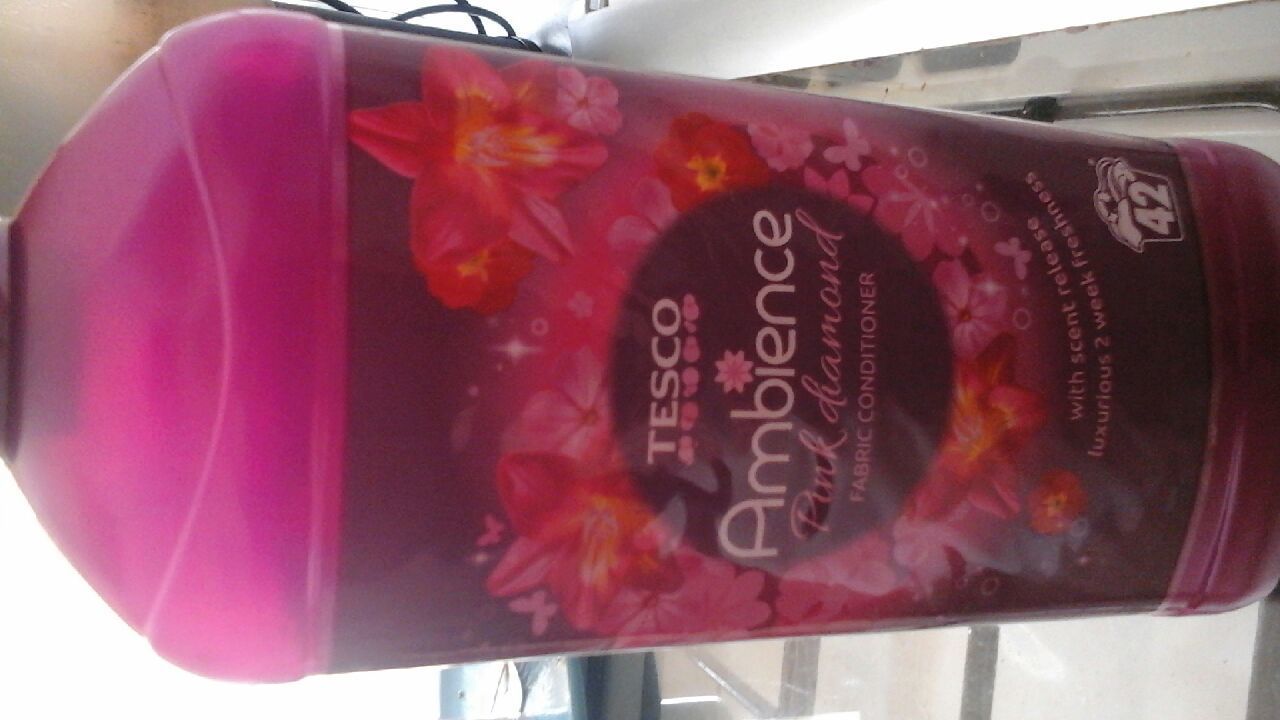 TESCO
Ambience
Pink diamond
FABRIC CONDITIONER
with scent release
luxurious 2 week freshness
42